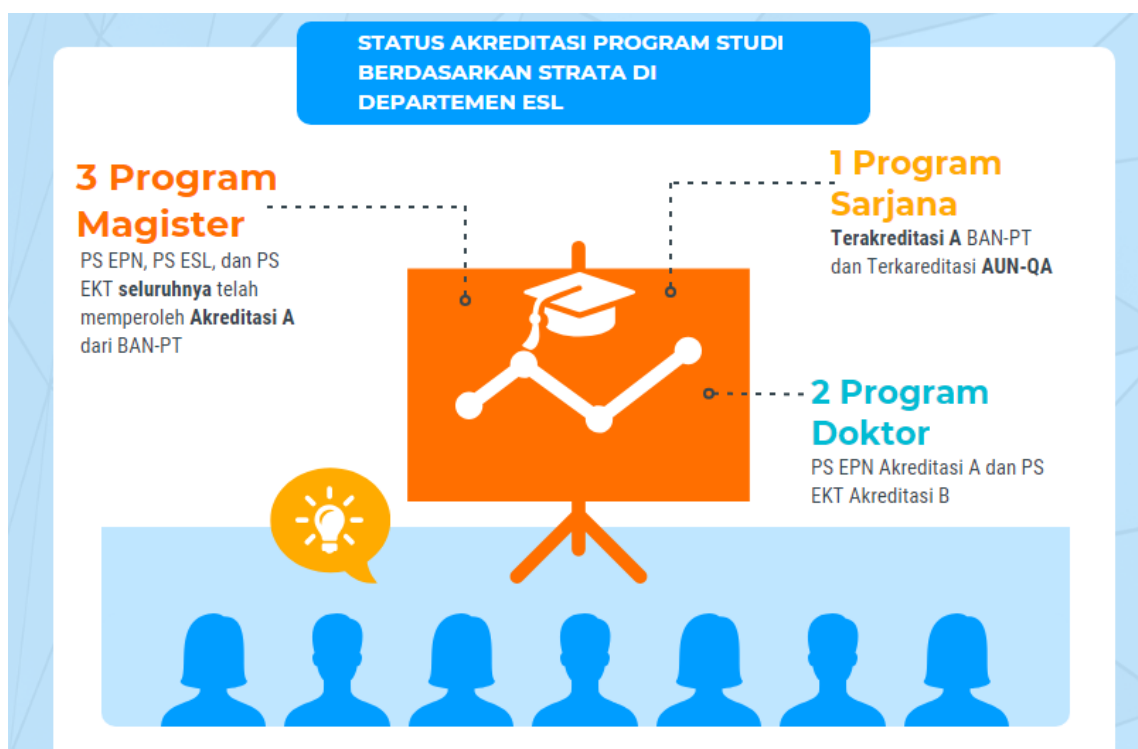 STATUS AKREDITASI PROGRAM STUDI
BERDASARKAN STRATA DI
DEPARTEMEN ESL
3 Program
Magister
PS EPN, PS ESL, dan PS
EKT seluruhnya telah
memperoleh Akreditasi A
dari BAN-PT
1 Program
Sarjana
Terakreditasi A BAN-PT
dan Terkareditasi AUN-QA
2 Program
Doktor
PS EPN Akreditasi A dan PS
EKT Akreditasi B